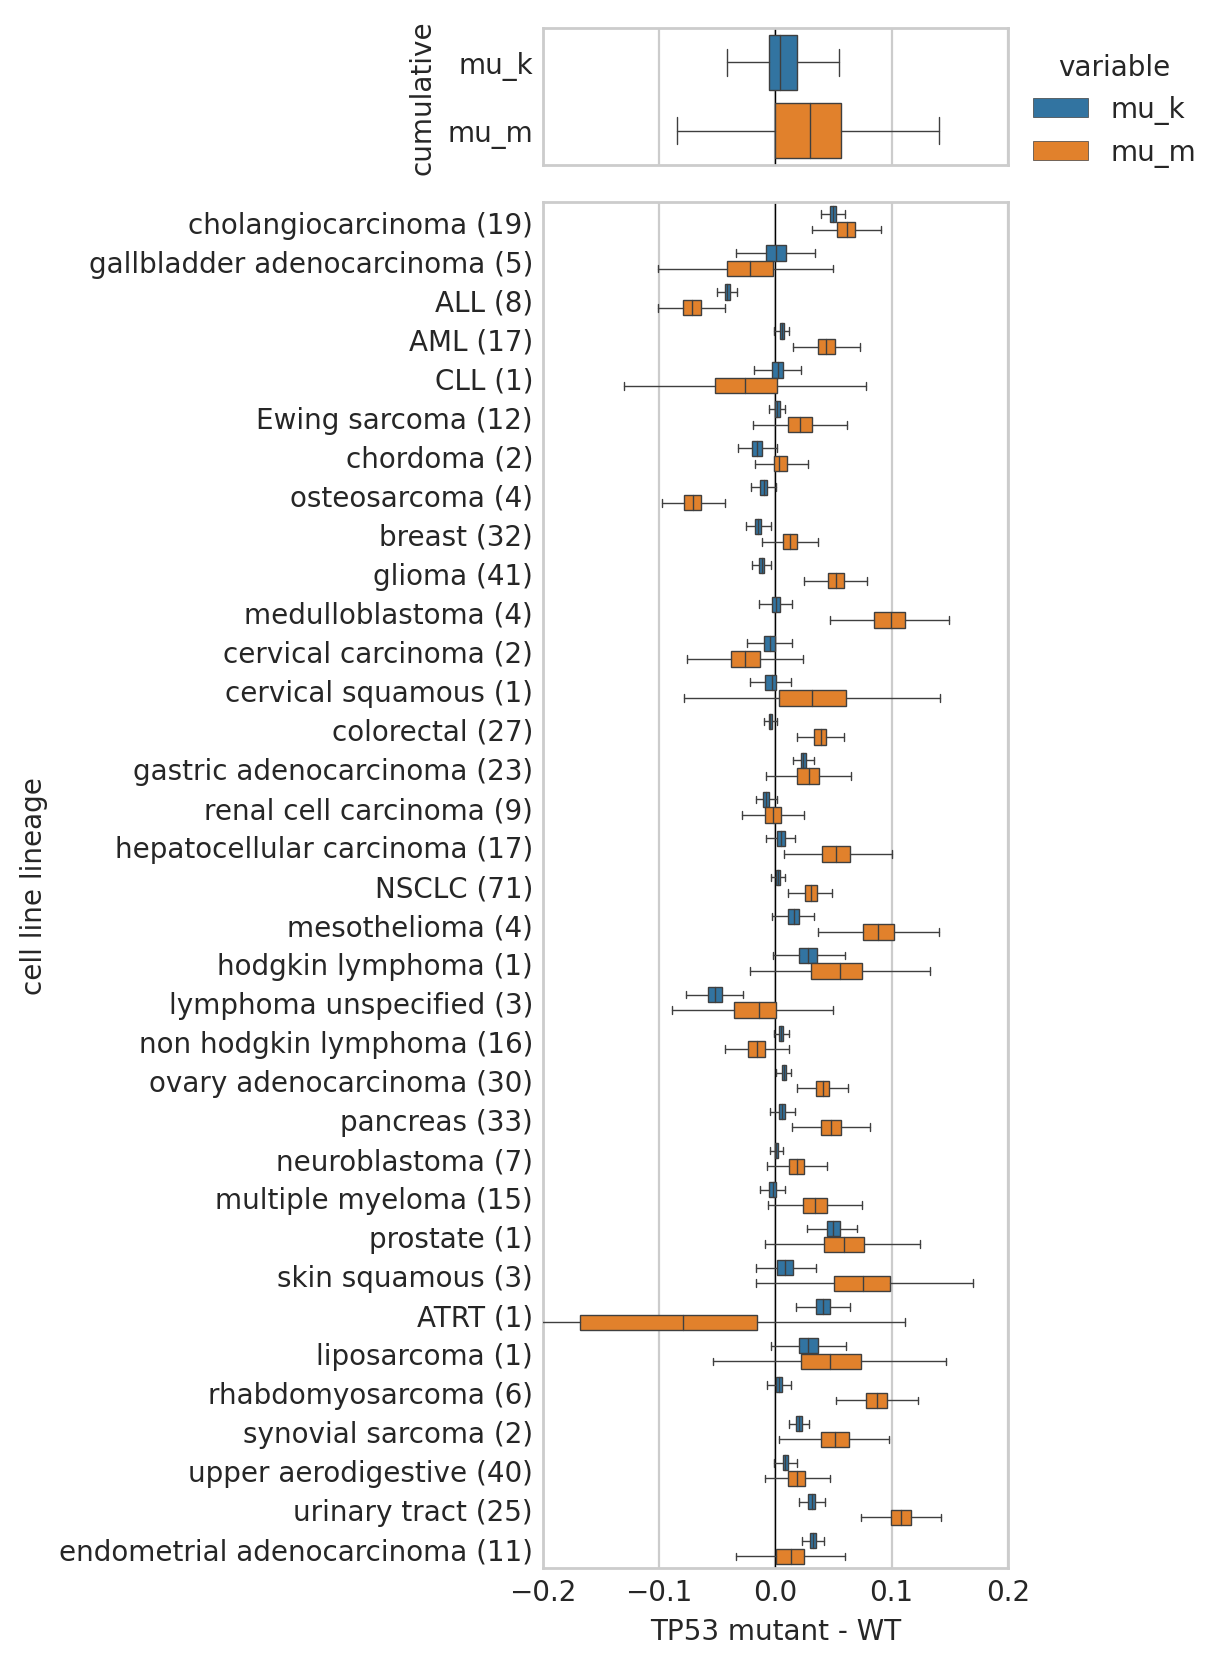 cumulative
mu_k
mu_m
variable
mu_k
mu_m
cell line lineage
cholangiocarcinoma (19)
gallbladder adenocarcinoma (5)
ALL (8)
AML (17)
CLL (1)
Ewing sarcoma (12)
chordoma (2)
osteosarcoma (4)
breast (32)
glioma (41)
medulloblastoma (4)
cervical carcinoma (2)
cervical squamous (1)
colorectal (27)
gastric adenocarcinoma (23)
renal cell carcinoma (9)
hepatocellular carcinoma (17)
NSCLC (71)
mesothelioma (4)
hodgkin lymphoma (1)
lymphoma unspecified (3)
non hodgkin lymphoma (16)
ovary adenocarcinoma (30)
pancreas (33)
neuroblastoma (7)
multiple myeloma (15)
prostate (1)
skin squamous (3)
ATRT (1)
liposarcoma (1)
rhabdomyosarcoma (6)
synovial sarcoma (2)
upper aerodigestive (40)
urinary tract (25)
endometrial adenocarcinoma (11)
−0.2 −0.1 0.0 0.1 0.2
TP53 mutant - WT